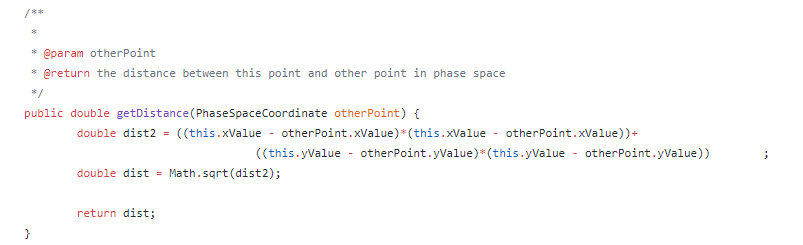 /**
 *
 * @param otherPoint
 * @return the distance between this point and other point in phase space
 */
public double getDistance(PhaseSpaceCoordinate otherPoint) {
        double dist2 = ((this.xValue - otherPoint.xValue)*(this.xValue - otherPoint.xValue))+
                                   ((this.yValue - otherPoint.yValue)*(this.yValue - otherPoint.yValue))        ;
        double dist = Math.sqrt(dist2);

        return dist;
}